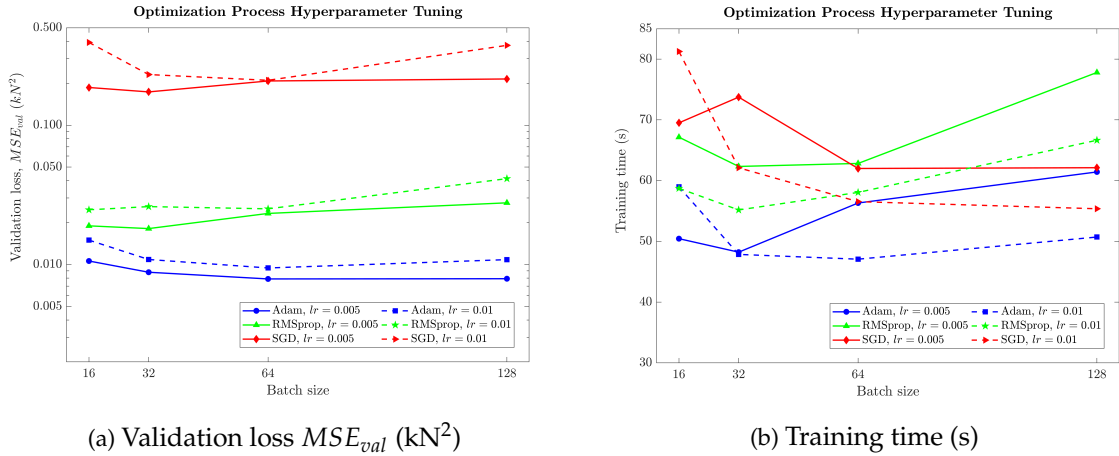 Optimization Process Hyperparameter Tuning
Validation loss, MSE_val (kN²)
0.500
0.100
0.050
0.010
0.005
16 32 64 128
Batch size
Adam, lr = 0.005 Adam, lr = 0.01
RMSprop, lr = 0.005 RMSprop, lr = 0.01
SGD, lr = 0.005 SGD, lr = 0.01
(a) Validation loss MSE_val (kN²)
Optimization Process Hyperparameter Tuning
Training time (s)
85
80
70
60
50
40
30
16 32 64 128
Batch size
Adam, lr = 0.005 Adam, lr = 0.01
RMSprop, lr = 0.005 RMSprop, lr = 0.01
SGD, lr = 0.005 SGD, lr = 0.01
(b) Training time (s)